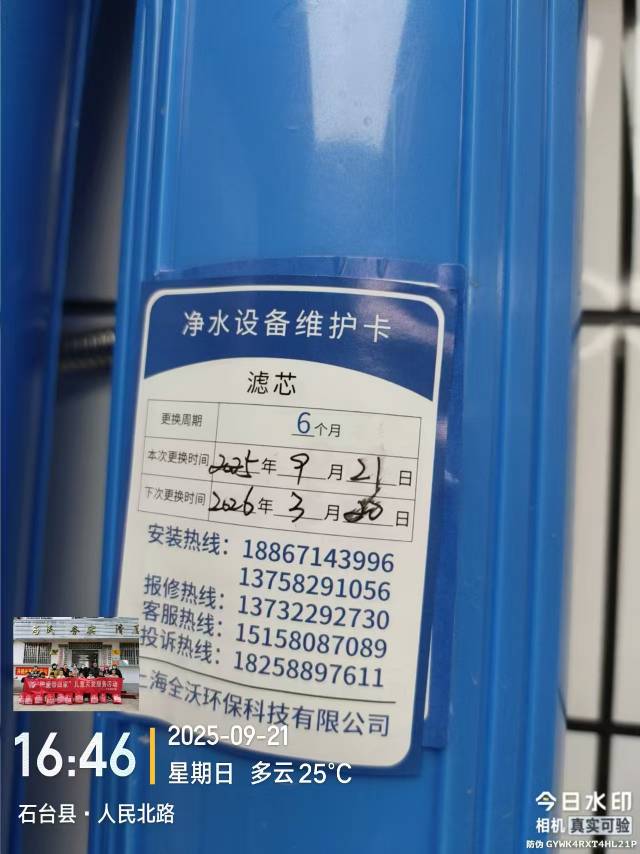 净水设备维护卡
滤芯
更换周期 6个月
本次更换时间 2025年 9月 21日
下次更换时间 2026年 3月 20日
安装热线：18867143996
13758291056
报修热线：13732292730
客服热线：15158087089
投诉热线：18258897611
上海全沃环保科技有限公司
16:46
2025-09-21
星期日 多云 25℃
石台县·人民北路
今日水印
相机 真实可验
防伪 GYWK4RXT4HL21P